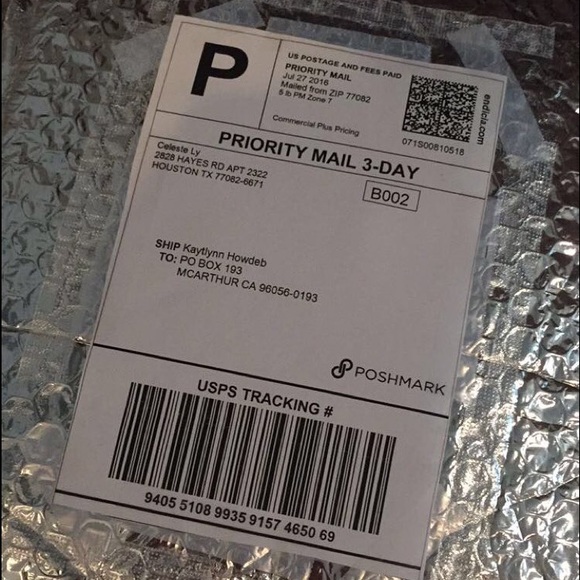 P
US POSTAGE AND FEES PAID
PRIORITY MAIL
Jul 27 2016
Mailed from ZIP 77082
5 lb PM Zone 7
Commercial Plus Pricing
endicia.com
071S00810518
PRIORITY MAIL 3-DAY
Celeste Ly
2828 HAYES RD APT 2322
HOUSTON TX 77082-6671
B002
SHIP Kaytlynn Howdeb
TO: PO BOX 193
MCARTHUR CA 96056-0193
POSHMARK
USPS TRACKING #
9405 5108 9935 9157 4650 69